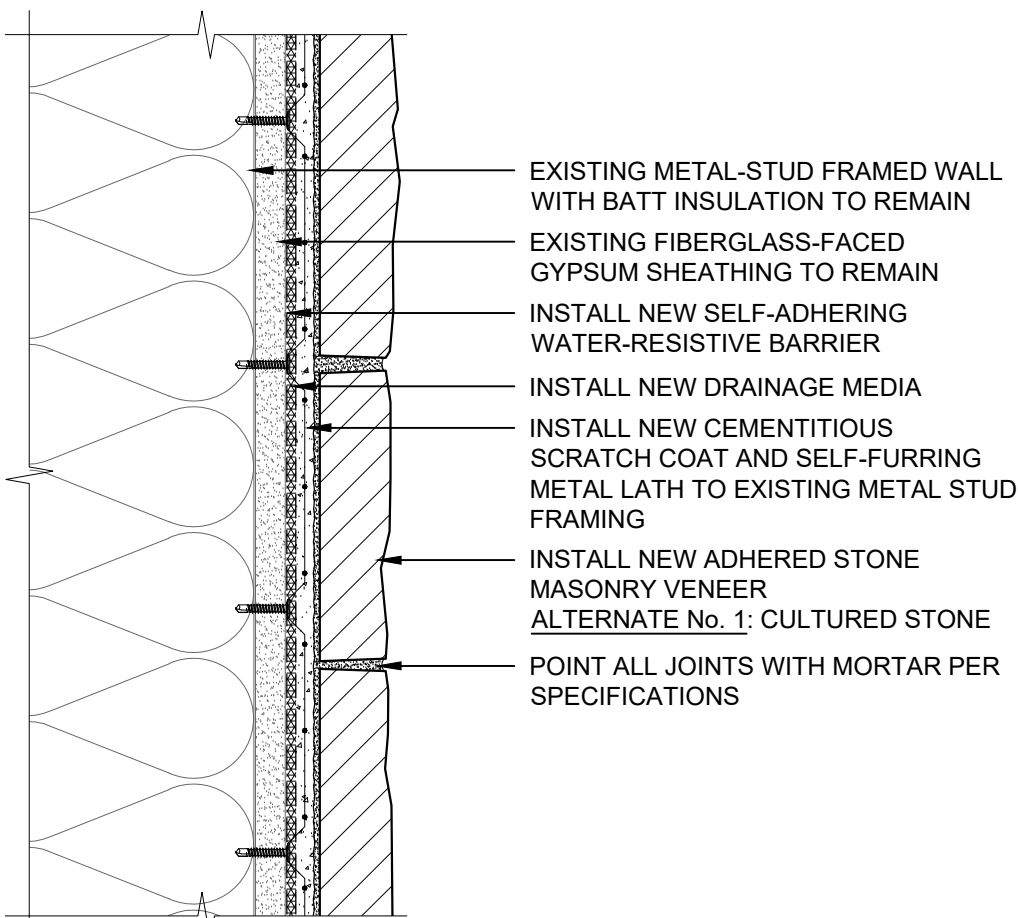 EXISTING METAL-STUD FRAMED WALL
WITH BATT INSULATION TO REMAIN
EXISTING FIBERGLASS-FACED
GYPSUM SHEATHING TO REMAIN
INSTALL NEW SELF-ADHERING
WATER-RESISTIVE BARRIER
INSTALL NEW DRAINAGE MEDIA
INSTALL NEW CEMENTITIOUS
SCRATCH COAT AND SELF-FURRING
METAL LATH TO EXISTING METAL STUD
FRAMING
INSTALL NEW ADHERED STONE
MASONRY VENEER
ALTERNATE No. 1: CULTURED STONE
POINT ALL JOINTS WITH MORTAR PER
SPECIFICATIONS